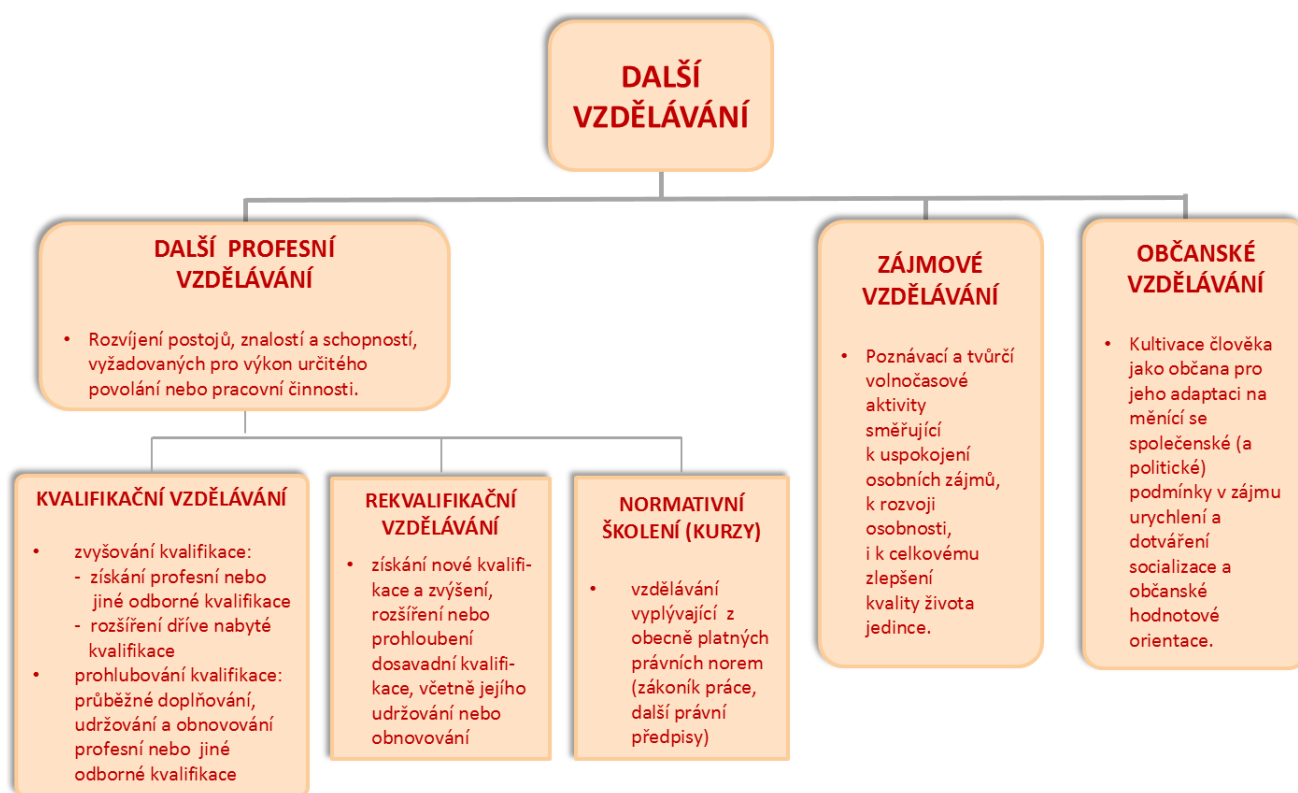 DALŠÍ
VZDĚLÁVÁNÍ
DALŠÍ PROFESNÍ
VZDĚLÁVÁNÍ
• Rozvíjení postojů, znalostí a schopností,
vyžadovaných pro výkon určitého
povolání nebo pracovní činnosti.
ZÁJMOVÉ
VZDĚLÁVÁNÍ
• Poznávací a tvůrčí
volnočasové
aktivity
směřující
k uspokojení
osobních zájmů,
k rozvoji
osobnosti,
i k celkovému
zlepšení
kvality života
jedince.
OBČANSKÉ
VZDĚLÁVÁNÍ
• Kultivace člověka
jako občana pro
jeho adaptaci na
měnící se
společenské (a
politické)
podmínky v zájmu
urychlení a
dotváření
socializace a
občanské
hodnotové
orientace.
KVALIFIKAČNÍ VZDĚLÁVÁNÍ
• zvyšování kvalifikace:
- získání profesní nebo
jiné odborné kvalifikace
- rozšíření dříve nabyté
kvalifikace
• prohlubování kvalifikace:
průběžné doplňování,
udržování a obnovování
profesní nebo jiné
odborné kvalifikace
REKVALIFIKAČNÍ
VZDĚLÁVÁNÍ
• získání nové kvalifi-
kace a zvýšení,
rozšíření nebo
prohloubení
dosavadní kvalifi-
kace, včetně jejího
udržování nebo
obnovování
NORMATIVNÍ
ŠKOLENÍ (KURZY)
• vzdělávání
vyplývající z
obecně platných
právních norem
(zákoník práce,
další právní
předpisy)